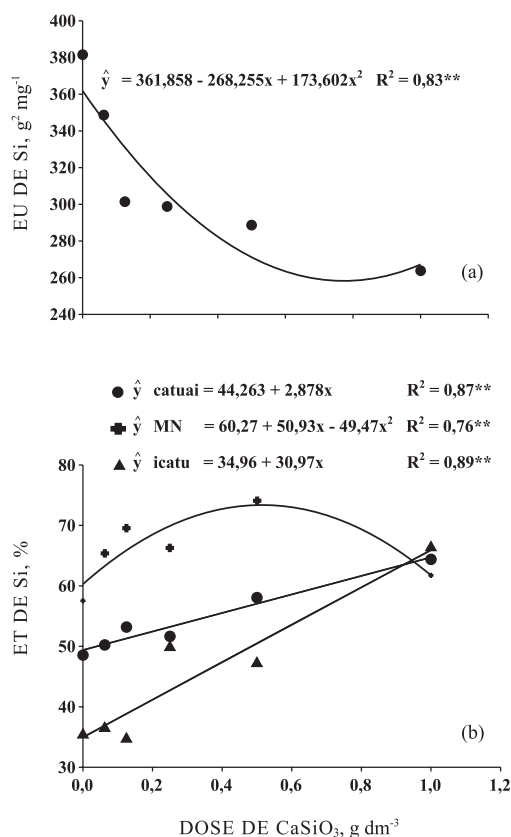 400
380
360
340
320
300
280
260
240
EU DE Si, g² mg⁻¹
ŷ = 361,858 - 268,255x + 173,602x² R² = 0,83**
(a)
ŷ catuai = 44,263 + 2,878x R² = 0,87**
ŷ MN = 60,27 + 50,93x - 49,47x² R² = 0,76**
ŷ icatu = 34,96 + 30,97x R² = 0,89**
80
70
60
50
40
30
ET DE Si, %
(b)
0,0 0,2 0,4 0,6 0,8 1,0 1,2
DOSE DE CaSiO₃, g dm⁻³